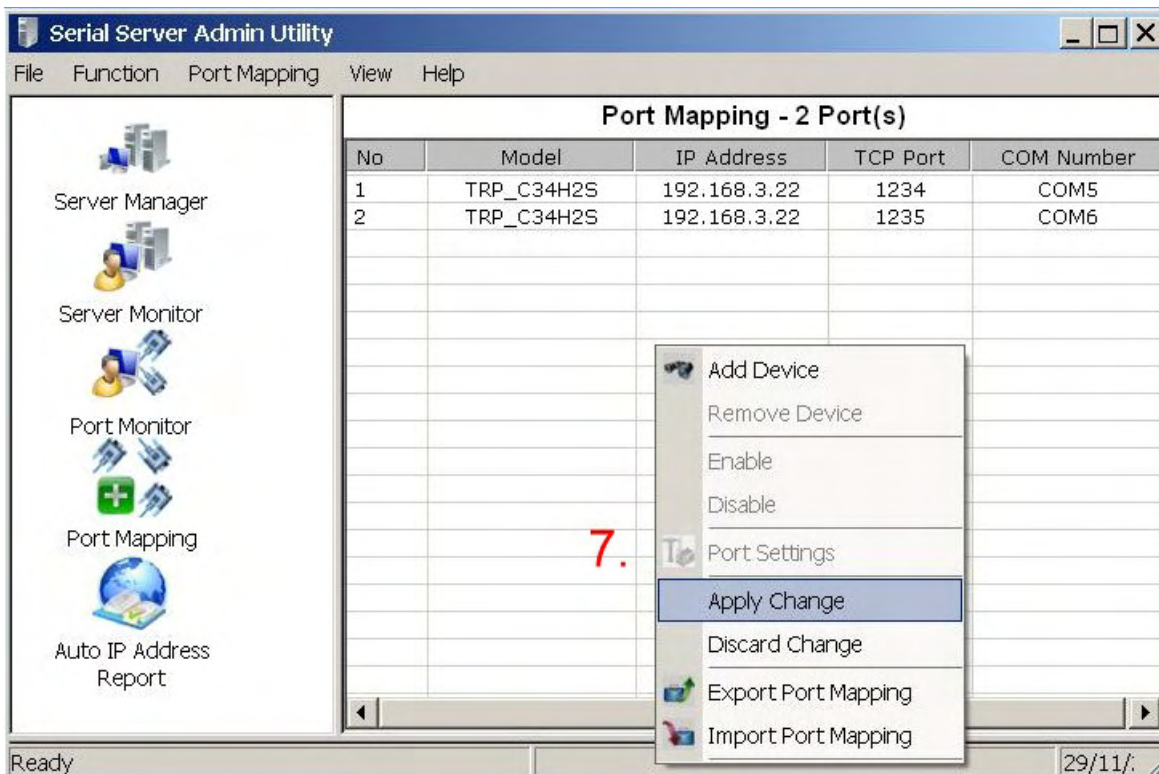 Serial Server Admin Utility
File Function Port Mapping View Help
Server Manager
Server Monitor
Port Monitor
Port Mapping
Auto IP Address
Report
Port Mapping - 2 Port(s)
No Model IP Address TCP Port COM Number
1 TRP_C34H2S 192.168.3.22 1234 COM5
2 TRP_C34H2S 192.168.3.22 1235 COM6
7.
Add Device
Remove Device
Enable
Disable
Port Settings
Apply Change
Discard Change
Export Port Mapping
Import Port Mapping
Ready 29/11/